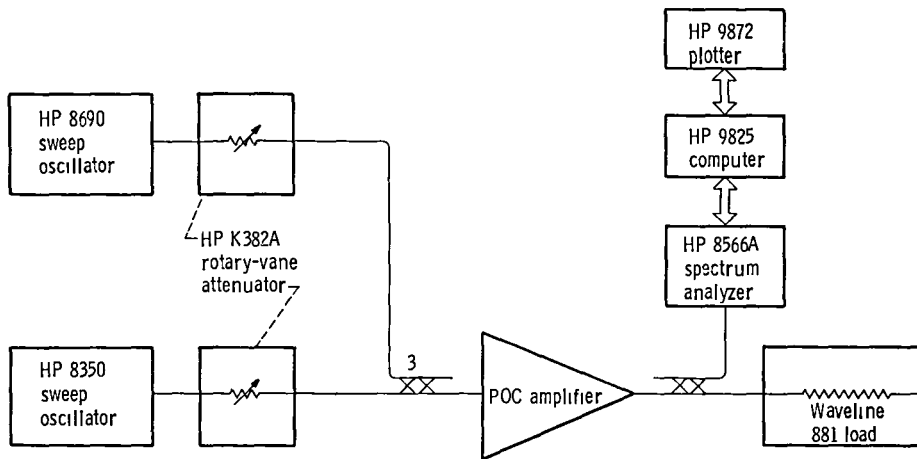 HP 9872
plotter
HP 8690
sweep
oscillator
HP 9825
computer
HP K382A
rotary-vane
attenuator
HP 8566A
spectrum
analyzer
HP 8350
sweep
oscillator
3
POC amplifier
Waveline
881 load